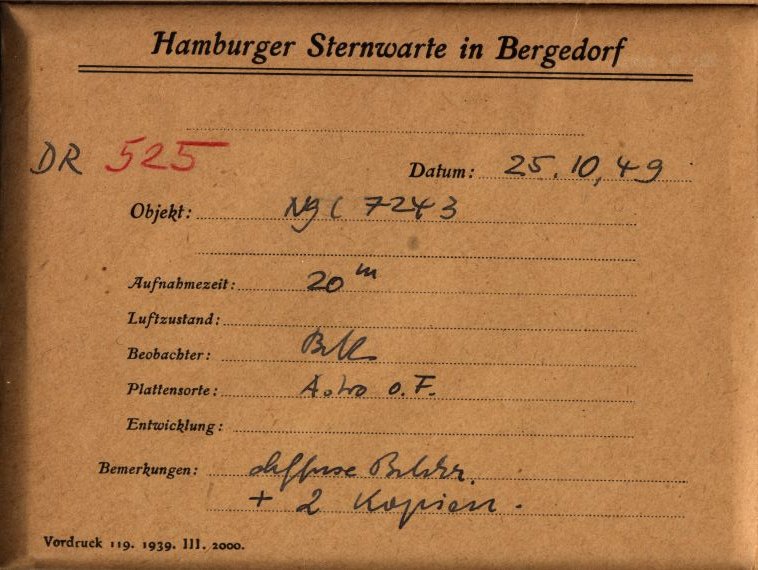 Hamburger Sternwarte in Bergedorf
DR 525
Datum: 25.10.49
Objekt: NgC 7243
Aufnahmezeit: 20 m
Luftzustand:
Beobachter:
Plattensorte: Astro o.F.
Entwicklung:
Bemerkungen: diffuse Bilder.
+ 2 Kopien.
Vordruck 119. 1939. III. 2000.